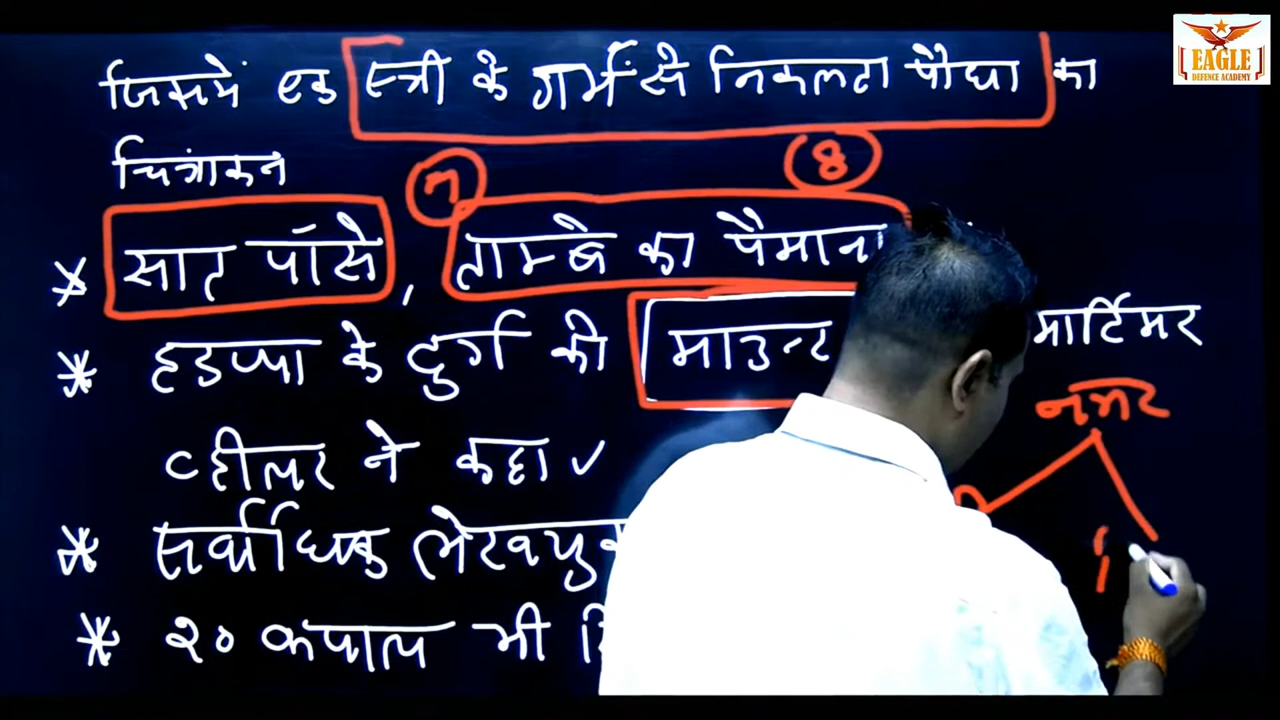 EAGLE
DEFENCE ACADEMY
जिसमें एक स्त्री के गर्भ से निकलता पौधा का
चित्रांकन
7 8
* सात पाँसे, ताम्बे का पैमाना
* हडप्पा के दुर्ग को माउन्ट मार्टिमर
नगर
व्हीलर ने कहा ✓
* सर्वाधिक लेखयु
* २० कपाल भी